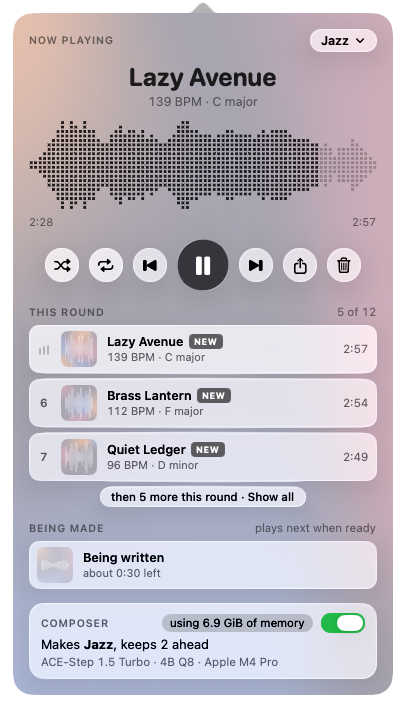 NOW PLAYING
Jazz
Lazy Avenue
139 BPM · C major
2:28
2:57
THIS ROUND
5 of 12
Lazy Avenue NEW
139 BPM · C major
2:57
6
Brass Lantern NEW
112 BPM · F major
2:54
7
Quiet Ledger NEW
96 BPM · D minor
2:49
then 5 more this round · Show all
BEING MADE
plays next when ready
Being written
about 0:30 left
COMPOSER
using 6.9 GiB of memory
Makes Jazz, keeps 2 ahead
ACE-Step 1.5 Turbo · 4B Q8 · Apple M4 Pro